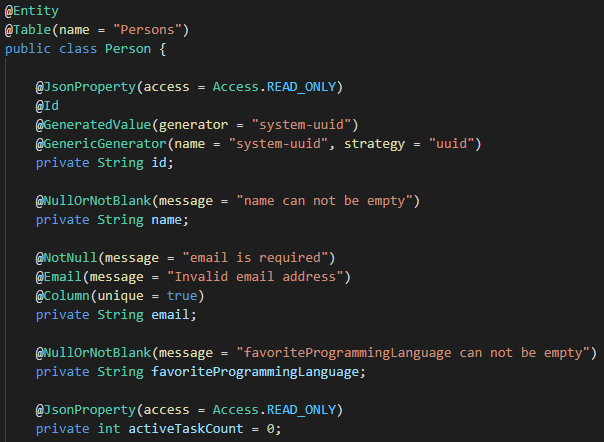 @Entity
@Table(name = "Persons")
public class Person {
@JsonProperty(access = Access.READ_ONLY)
@Id
@GeneratedValue(generator = "system-uuid")
@GenericGenerator(name = "system-uuid", strategy = "uuid")
private String id;
@NullOrNotBlank(message = "name can not be empty")
private String name;
@NotNull(message = "email is required")
@Email(message = "Invalid email address")
@Column(unique = true)
private String email;
@NullOrNotBlank(message = "favoriteProgrammingLanguage can not be empty")
private String favoriteProgrammingLanguage;
@JsonProperty(access = Access.READ_ONLY)
private int activeTaskCount = 0;